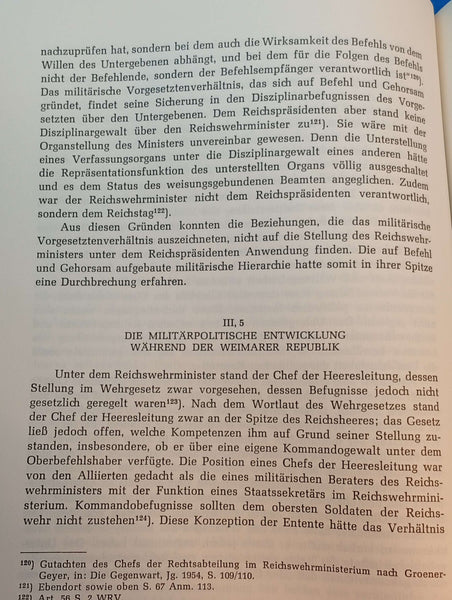 nachzuprüfen hat, sondern bei dem auch die Wirksamkeit des Befehls von dem
Willen des Untergebenen abhängt, und bei dem für die Folgen des Befehls
nicht der Befehlende, sondern der Befehlsempfänger verantwortlich ist“¹²⁰).
Das militärische Vorgesetztenverhältnis, das sich auf Befehl und Gehorsam
gründet, findet seine Sicherung in den Disziplinarbefugnissen des Vorge-
setzten über den Untergebenen. Dem Reichspräsidenten aber stand keine
Disziplinargewalt über den Reichswehrminister zu¹²¹). Sie wäre mit der
Organstellung des Ministers unvereinbar gewesen. Denn die Unterstellung
eines Verfassungsorgans unter die Disziplinargewalt eines anderen hätte
die Repräsentationsfunktion des unterstellten Organs völlig ausgeschaltet
und es dem Status des weisungsgebundenen Beamten angeglichen. Zudem
war der Reichswehrminister nicht dem Reichspräsidenten verantwortlich,
sondern dem Reichstag¹²²).
Aus diesen Gründen konnten die Beziehungen, die das militärische
Vorgesetztenverhältnis auszeichneten, nicht auf die Stellung des Reichswehr-
ministers unter dem Reichspräsidenten Anwendung finden. Die auf Befehl
und Gehorsam aufgebaute militärische Hierarchie hatte somit in ihrer Spitze
eine Durchbrechung erfahren.
III, 5
DIE MILITÄRPOLITISCHE ENTWICKLUNG
WÄHREND DER WEIMARER REPUBLIK
Unter dem Reichswehrminister stand der Chef der Heeresleitung, dessen
Stellung im Wehrgesetz zwar vorgesehen, dessen Befugnisse jedoch nicht
gesetzlich geregelt waren¹²³). Nach dem Wortlaut des Wehrgesetzes stand
der Chef der Heeresleitung zwar an der Spitze des Reichsheeres; das Gesetz
ließ jedoch offen, welche Kompetenzen ihm auf Grund seiner Stellung zu-
standen, insbesondere, ob er über eine eigene Kommandogewalt unter dem
Oberbefehlshaber verfügte. Die Position eines Chefs der Heeresleitung war
von den Alliierten gedacht als die eines militärischen Beraters des Reichs-
wehrministers mit der Funktion eines Staatssekretärs im Reichswehrmini-
sterium. Kommandobefugnisse sollten dem obersten Soldaten der Reichs-
wehr nicht zustehen¹²⁴). Diese Konzeption der Entente hätte das Verhältnis
¹²⁰) Gutachten des Chefs der Rechtsabteilung im Reichswehrministerium nach Groener-
Geyer, in: Die Gegenwart, Jg. 1954, S. 109/110.
¹²¹) Ebendort sowie oben S. 67 Anm. 113.
¹²²) Art. 56 S. 2 WRV.